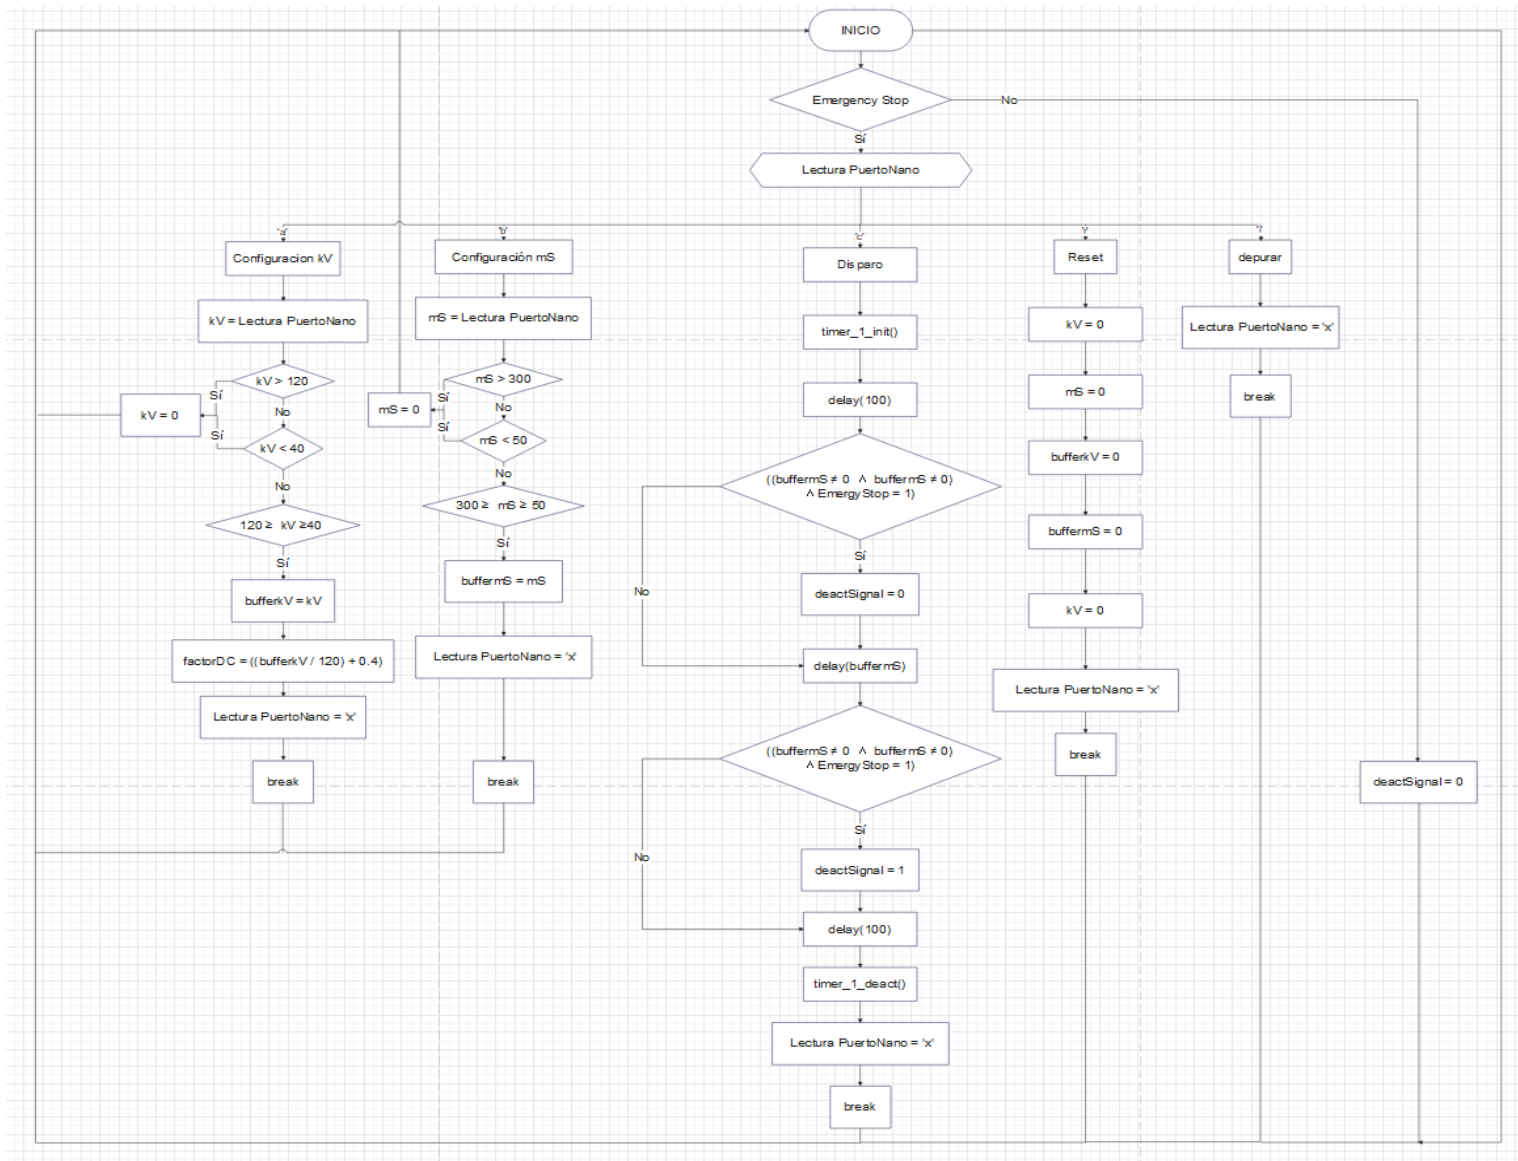 INICIO
Emergency Stop
No
Sí
Lectura PuertoNano
'a'
Configuracion kV
kV = Lectura PuertoNano
kV > 120
Sí
No
kV = 0
kV < 40
Sí
No
120 ≥ kV ≥40
Sí
bufferkV = kV
factorDC = ((bufferkV / 120) + 0.4)
Lectura PuertoNano = 'x'
break
'b'
Configuración mS
mS = Lectura PuertoNano
mS > 300
Sí
No
mS = 0
mS < 50
Sí
No
300 ≥ mS ≥ 50
Sí
buffermS = mS
Lectura PuertoNano = 'x'
break
'c'
Disparo
timer_1_init()
delay(100)
((buffermS ≠ 0 ∧ buffermS ≠ 0)
∧ EmergyStop = 1)
Sí
No
deactSignal = 0
delay(buffermS)
((buffermS ≠ 0 ∧ buffermS ≠ 0)
∧ EmergyStop = 1)
Sí
No
deactSignal = 1
delay(100)
timer_1_deact()
Lectura PuertoNano = 'x'
break
Reset
kV = 0
mS = 0
bufferkV = 0
buffermS = 0
kV = 0
Lectura PuertoNano = 'x'
break
depurar
Lectura PuertoNano = 'x'
break
deactSignal = 0